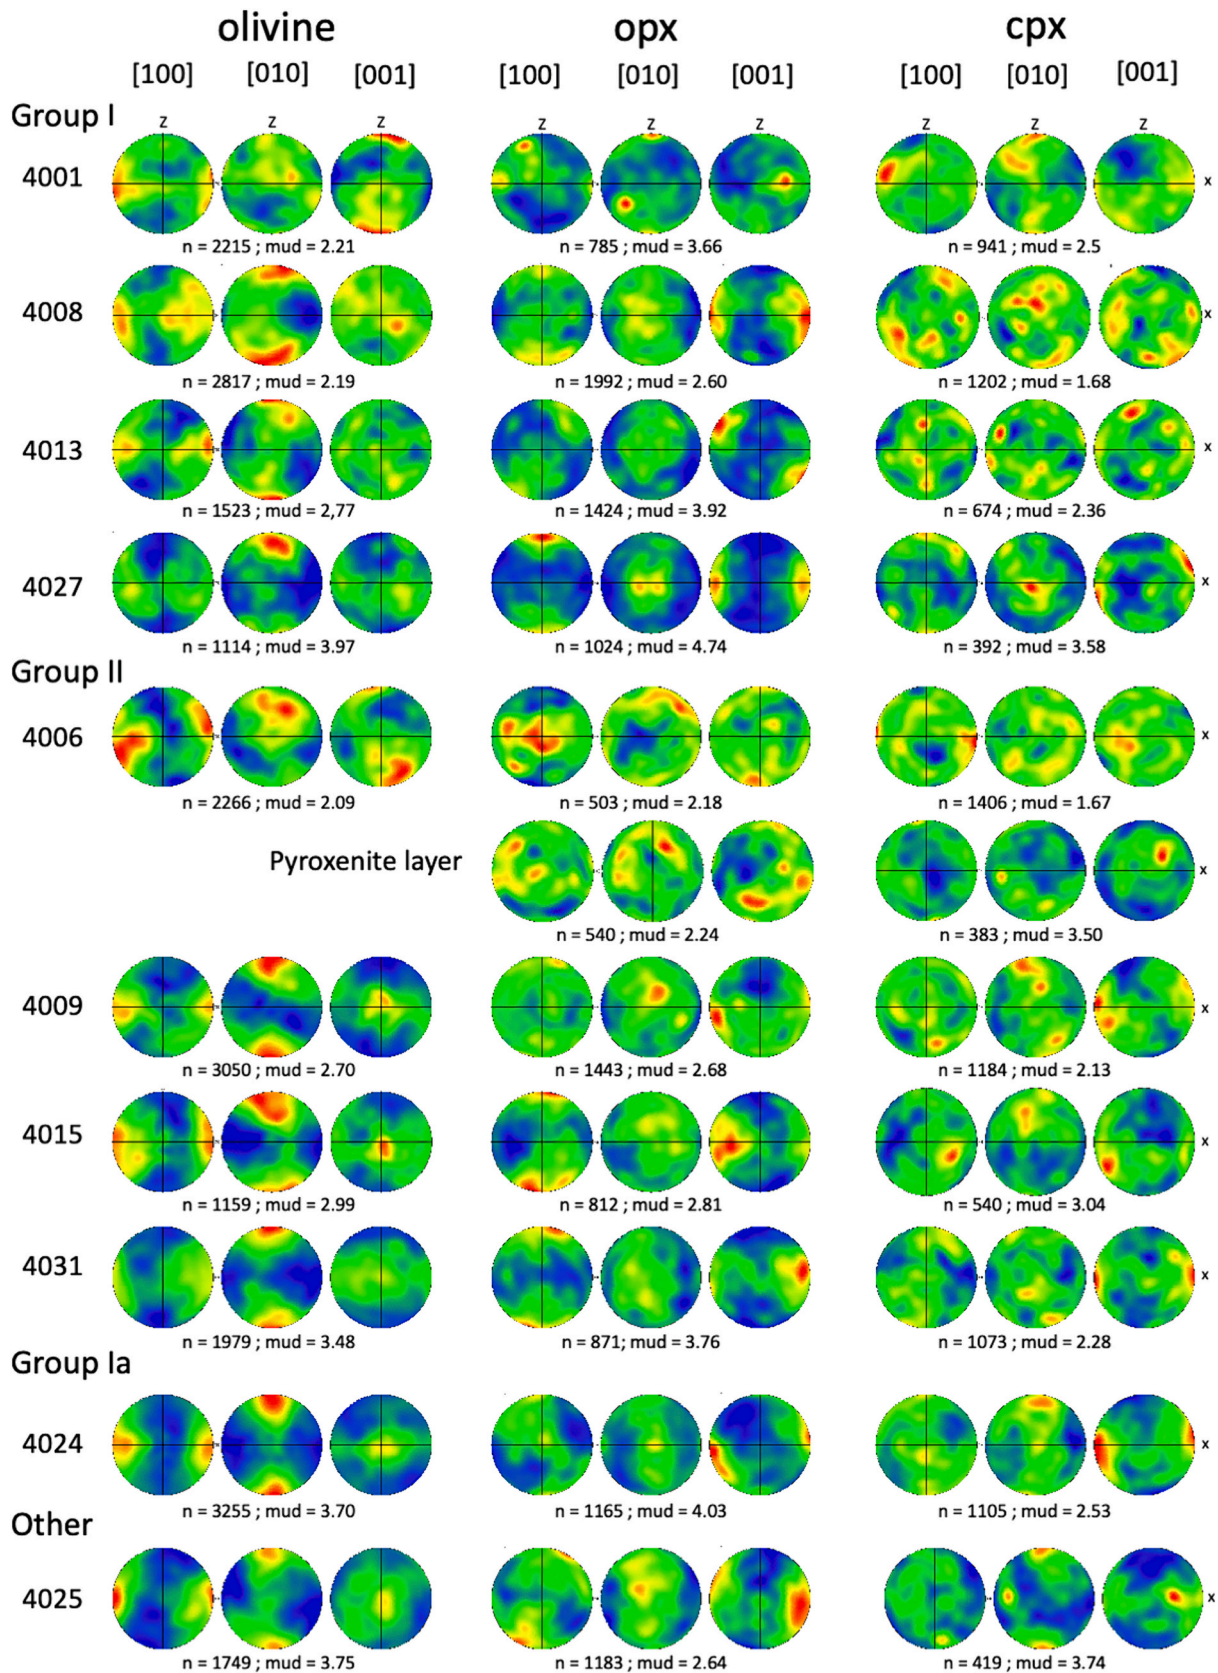 olivine opx cpx
[100] [010] [001] [100] [010] [001] [100] [010] [001]
Group I
z z z z z z z z z
4001 x
n = 2215 ; mud = 2.21 n = 785 ; mud = 3.66 n = 941 ; mud = 2.5
4008 x
n = 2817 ; mud = 2.19 n = 1992 ; mud = 2.60 n = 1202 ; mud = 1.68
4013 x
n = 1523 ; mud = 2,77 n = 1424 ; mud = 3.92 n = 674 ; mud = 2.36
4027 x
n = 1114 ; mud = 3.97 n = 1024 ; mud = 4.74 n = 392 ; mud = 3.58
Group II
4006 x
n = 2266 ; mud = 2.09 n = 503 ; mud = 2.18 n = 1406 ; mud = 1.67
Pyroxenite layer x
n = 540 ; mud = 2.24 n = 383 ; mud = 3.50
4009 x
n = 3050 ; mud = 2.70 n = 1443 ; mud = 2.68 n = 1184 ; mud = 2.13
4015 x
n = 1159 ; mud = 2.99 n = 812 ; mud = 2.81 n = 540 ; mud = 3.04
4031 x
n = 1979 ; mud = 3.48 n = 871; mud = 3.76 n = 1073 ; mud = 2.28
Group Ia
4024 x
n = 3255 ; mud = 3.70 n = 1165 ; mud = 4.03 n = 1105 ; mud = 2.53
Other
4025 x
n = 1749 ; mud = 3.75 n = 1183 ; mud = 2.64 n = 419 ; mud = 3.74